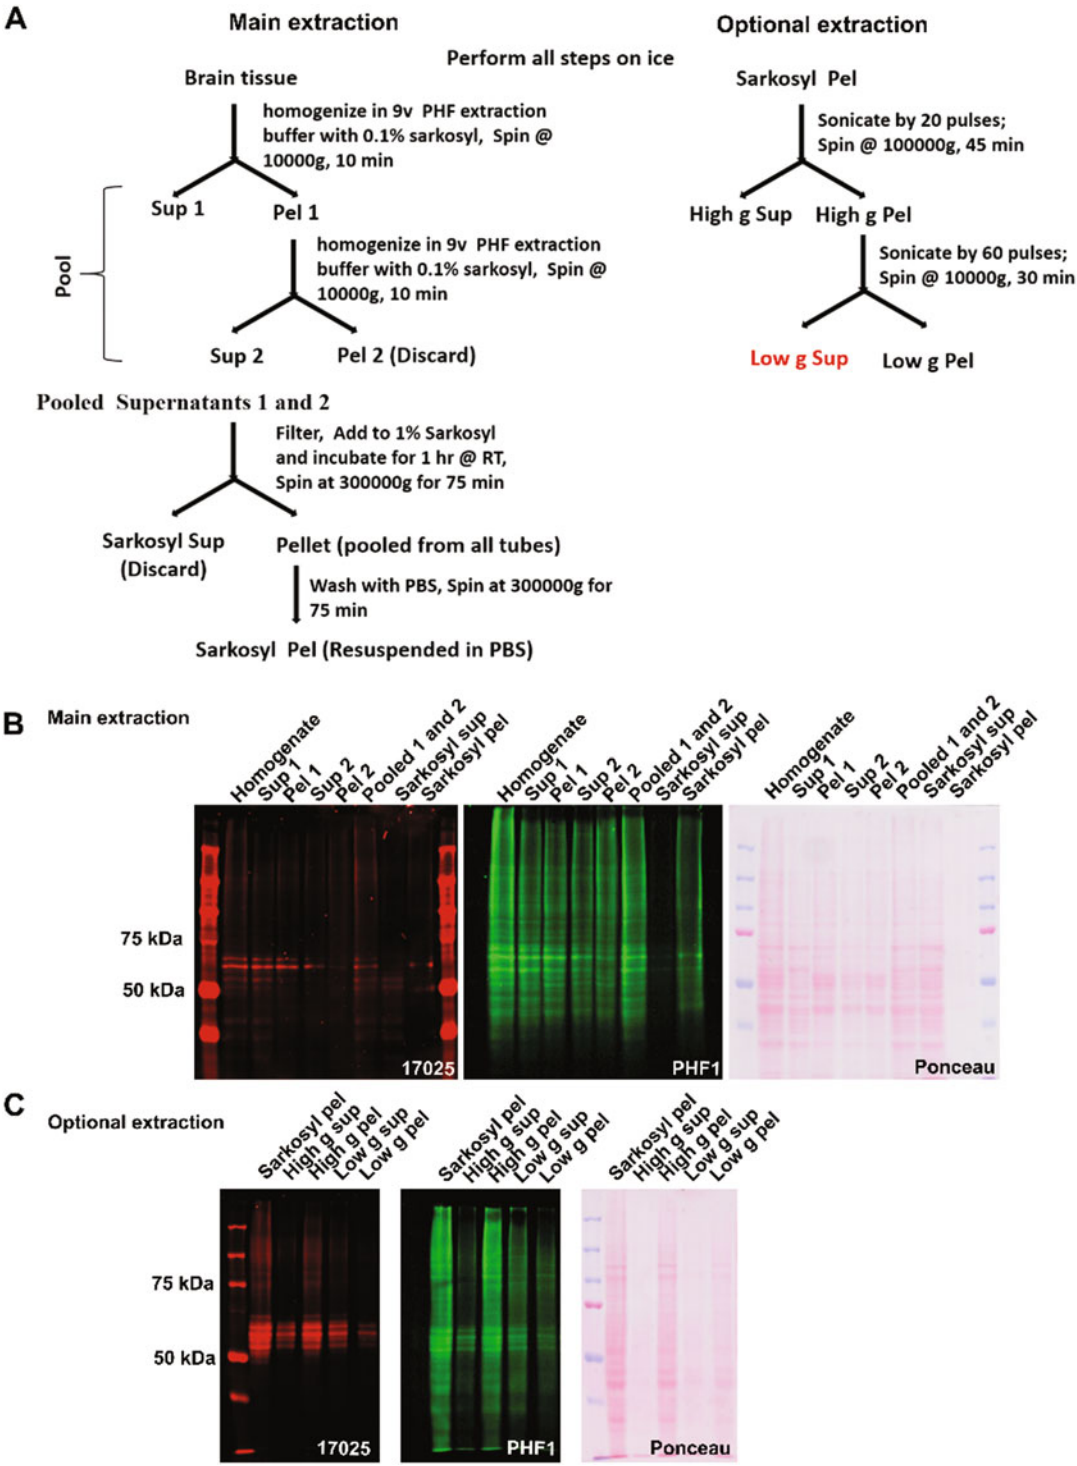 A
Main extraction
Optional extraction
Perform all steps on ice
Brain tissue
homogenize in 9v PHF extraction
buffer with 0.1% sarkosyl, Spin @
10000g, 10 min
Sup 1
Pel 1
homogenize in 9v PHF extraction
buffer with 0.1% sarkosyl, Spin @
10000g, 10 min
Pool
Sup 2
Pel 2 (Discard)
Pooled Supernatants 1 and 2
Filter, Add to 1% Sarkosyl
and incubate for 1 hr @ RT,
Spin at 300000g for 75 min
Sarkosyl Sup
(Discard)
Pellet (pooled from all tubes)
Wash with PBS, Spin at 300000g for
75 min
Sarkosyl Pel (Resuspended in PBS)
Sarkosyl Pel
Sonicate by 20 pulses;
Spin @ 100000g, 45 min
High g Sup
High g Pel
Sonicate by 60 pulses;
Spin @ 10000g, 30 min
Low g Sup
Low g Pel
B
Main extraction
Homogenate
Sup 1
Pel 1
Sup 2
Pel 2
Pooled 1 and 2
Sarkosyl sup
Sarkosyl pel
Homogenate
Sup 1
Pel 1
Sup 2
Pel 2
Pooled 1 and 2
Sarkosyl sup
Sarkosyl pel
Homogenate
Sup 1
Pel 1
Sup 2
Pel 2
Pooled 1 and 2
Sarkosyl sup
Sarkosyl pel
75 kDa
50 kDa
17025
PHF1
Ponceau
C
Optional extraction
Sarkosyl pel
High g sup
High g pel
Low g sup
Low g pel
Sarkosyl pel
High g sup
High g pel
Low g sup
Low g pel
Sarkosyl pel
High g sup
High g pel
Low g sup
Low g pel
75 kDa
50 kDa
17025
PHF1
Ponceau